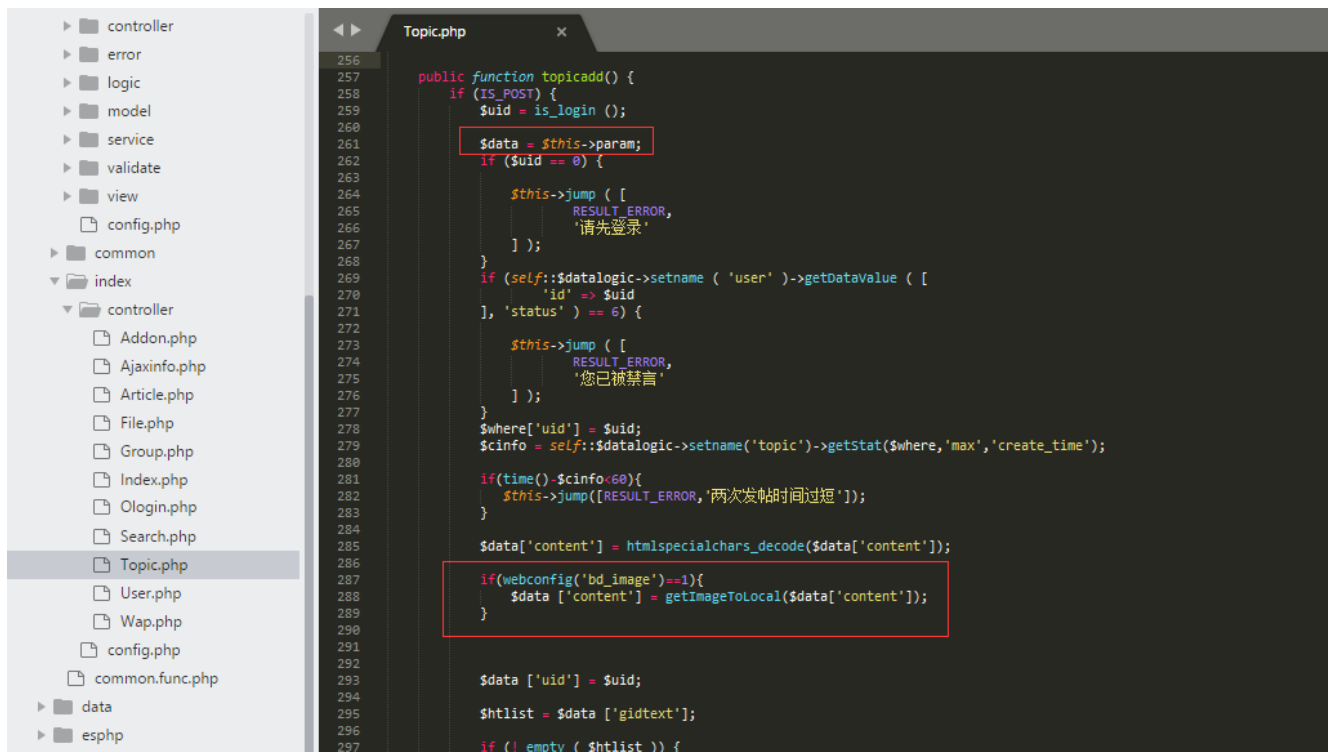 controller
error
logic
model
service
validate
view
config.php
common
index
controller
Addon.php
Ajaxinfo.php
Article.php
File.php
Group.php
Index.php
Ologin.php
Search.php
Topic.php
User.php
Wap.php
config.php
common.func.php
data
esphp
Topic.php ×
256
257 public function topicadd() {
258 if (IS_POST) {
259 $uid = is_login ();
260
261 $data = $this->param;
262 if ($uid == 0) {
263
264 $this->jump ( [
265 RESULT_ERROR,
266 '请先登录'
267 ] );
268 }
269 if (self::$datalogic->setname ( 'user' )->getDataValue ( [
270 'id' => $uid
271 ], 'status' ) == 6) {
272
273 $this->jump ( [
274 RESULT_ERROR,
275 '您已被禁言'
276 ] );
277 }
278 $where['uid'] = $uid;
279 $cinfo = self::$datalogic->setname('topic')->getStat($where,'max','create_time');
280
281 if(time()-$cinfo<60){
282 $this->jump([RESULT_ERROR,'两次发帖时间过短']);
283 }
284
285 $data['content'] = htmlspecialchars_decode($data['content']);
286
287 if(webconfig('bd_image')==1){
288 $data ['content'] = getImageToLocal($data['content']);
289 }
290
291
292
293 $data ['uid'] = $uid;
294
295 $htlist = $data ['gidtext'];
296
297 if (! empty ( $htlist )) {